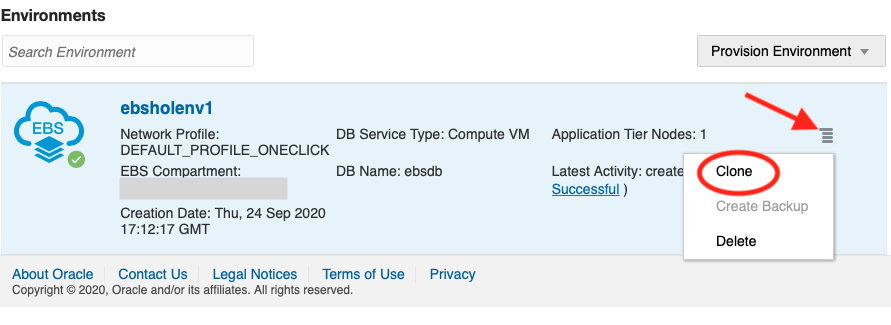 Environments
Search Environment
Provision Environment
EBS
ebsholenv1
Network Profile:
DEFAULT_PROFILE_ONECLICK
DB Service Type: Compute VM
Application Tier Nodes: 1
EBS Compartment:
DB Name: ebsdb
Latest Activity: create
Successful )
Creation Date: Thu, 24 Sep 2020
17:12:17 GMT
Clone
Create Backup
Delete
About Oracle Contact Us Legal Notices Terms of Use Privacy
Copyright © 2020, Oracle and/or its affiliates. All rights reserved.